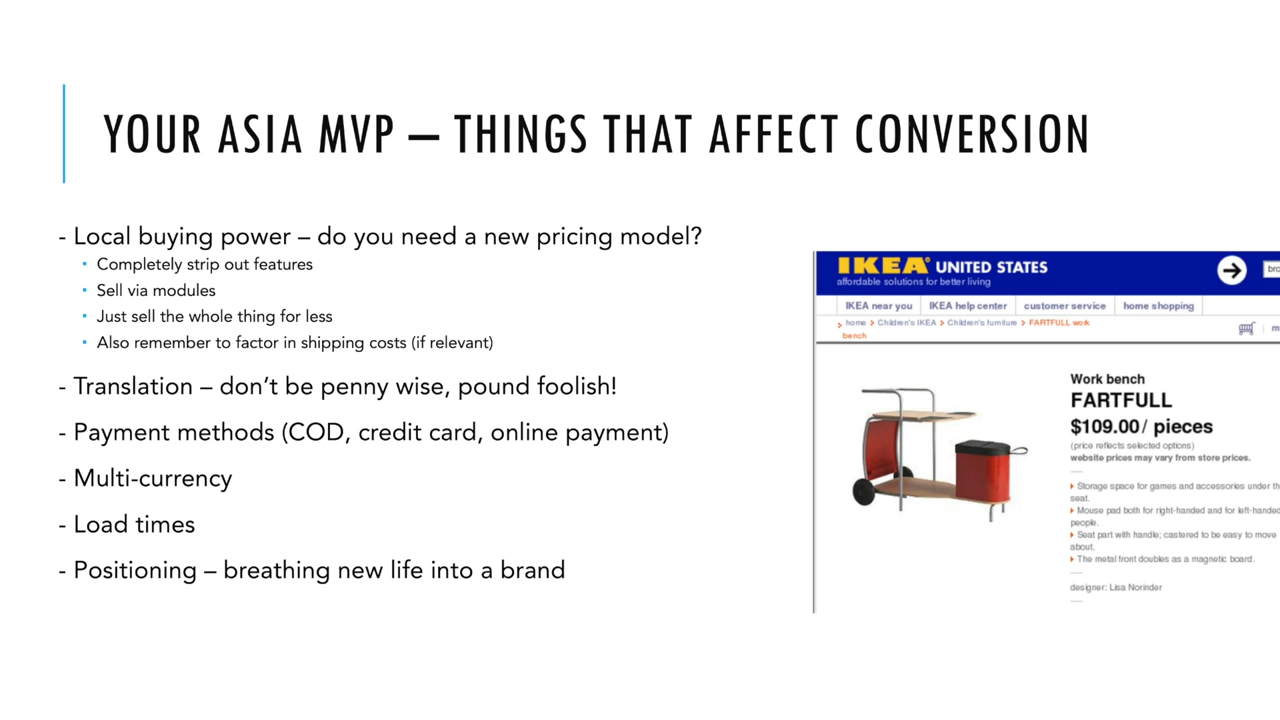 YOUR ASIA MVP – THINGS THAT AFFECT CONVERSION
- Local buying power – do you need a new pricing model?
▪ Completely strip out features
▪ Sell via modules
▪ Just sell the whole thing for less
▪ Also remember to factor in shipping costs (if relevant)
- Translation – don't be penny wise, pound foolish!
- Payment methods (COD, credit card, online payment)
- Multi-currency
- Load times
- Positioning – breathing new life into a brand
IKEA® UNITED STATES
affordable solutions for better living
bro
IKEA near you
IKEA help center
customer service
home shopping
home > Children's IKEA > Children's furniture > FARTFULL work
bench
m
Work bench
FARTFULL
$109.00/ pieces
(price reflects selected options)
website prices may vary from store prices.
Storage space for games and accessories under th
seat.
Mouse pad both for right-handed and for left-handed
people.
Seat part with handle; castered to be easy to move
about.
The metal front doubles as a magnetic board.
designer: Lisa Norinder